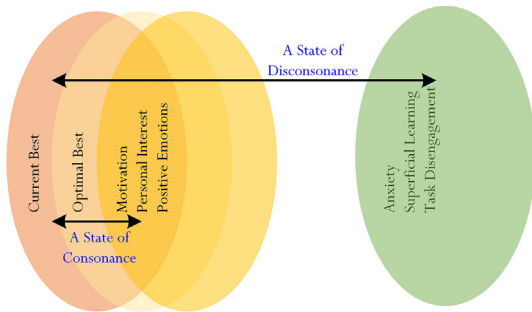 A State of
Disconsonance
Current Best
Optimal Best
Motivation
Personal Interest
Positive Emotions
Anxiety
Superficial Learning
Task Disengagement
A State of
Consonance